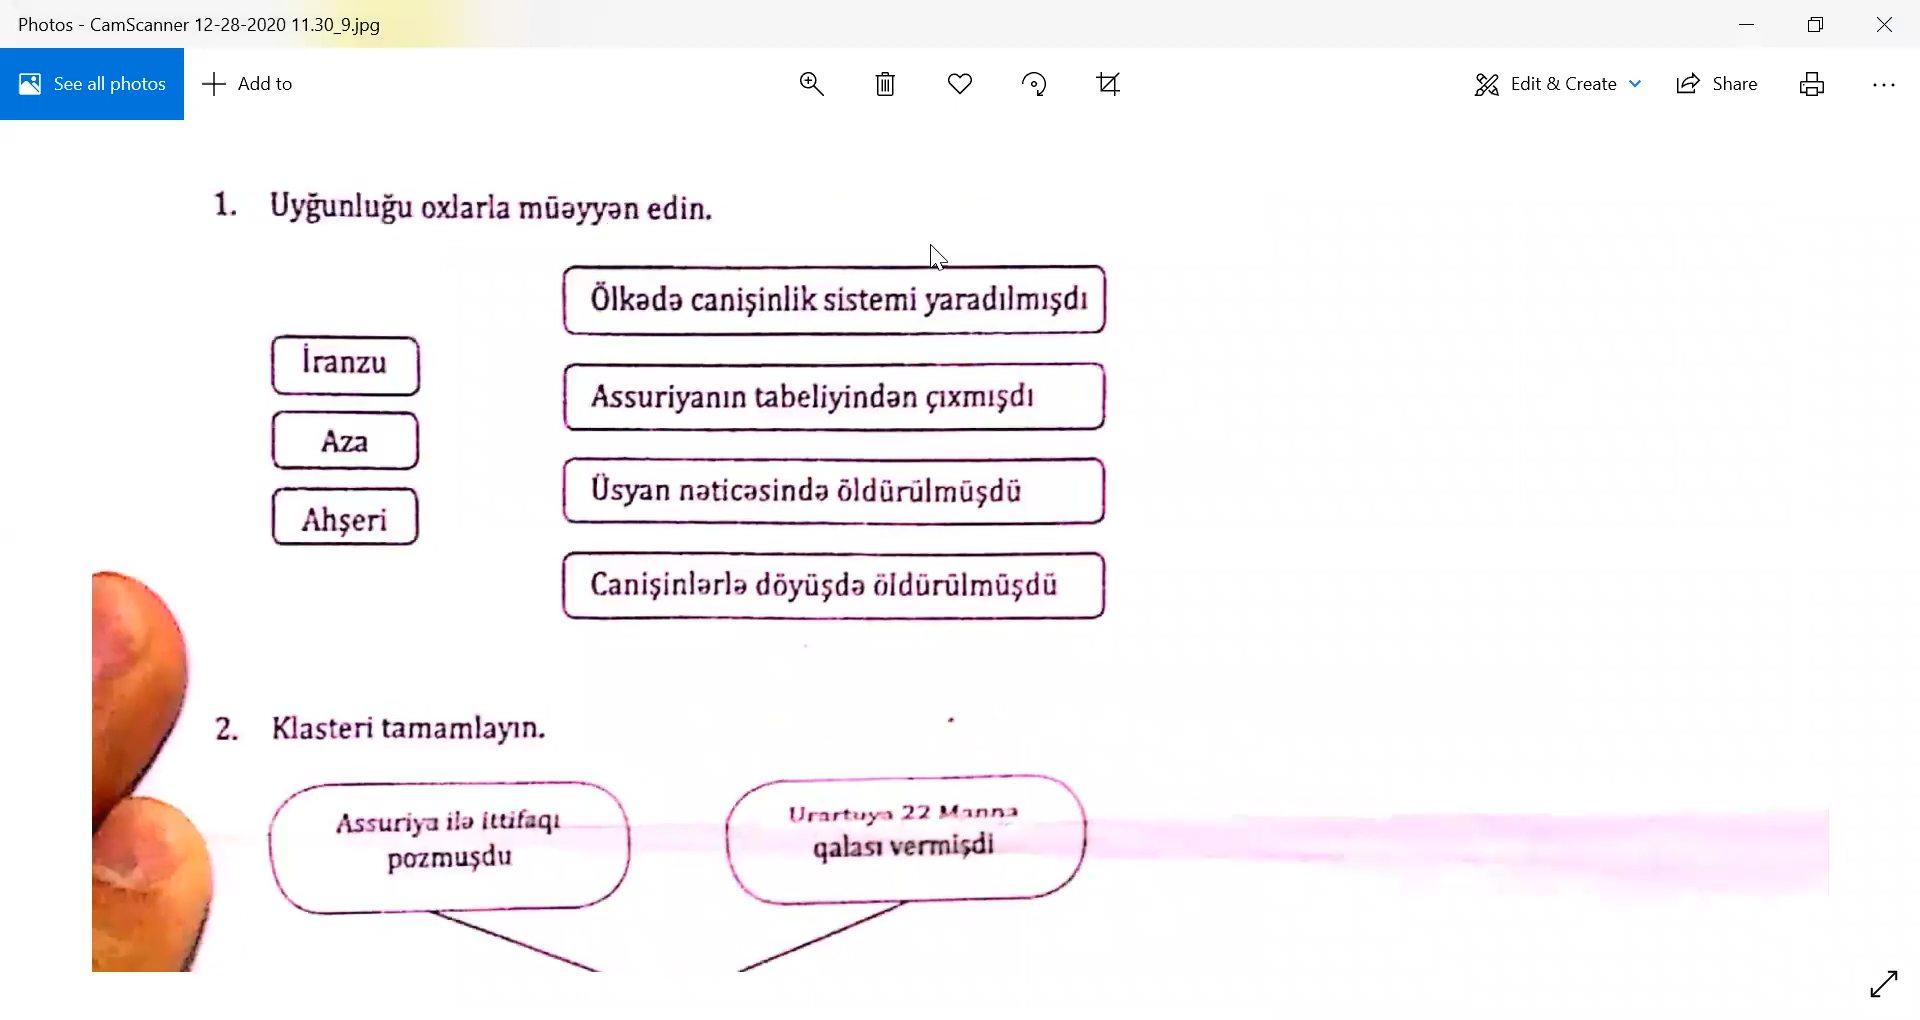 Photos - CamScanner 12-28-2020 11.30_9.jpg
See all photos
Add to
Edit & Create
Share
1. Uyğunluğu oxlarla müəyyən edin.
Ölkədə canişinlik sistemi yaradılmışdı
İranzu
Assuriyanın tabeliyindən çıxmışdı
Aza
Üsyan nəticəsində öldürülmüşdü
Ahşeri
Canişinlərlə döyüşdə öldürülmüşdü
2. Klasteri tamamlayın.
Assuriya ilə ittifaqı
pozmuşdu
Urartuya 22 Manna
qalası vermişdi